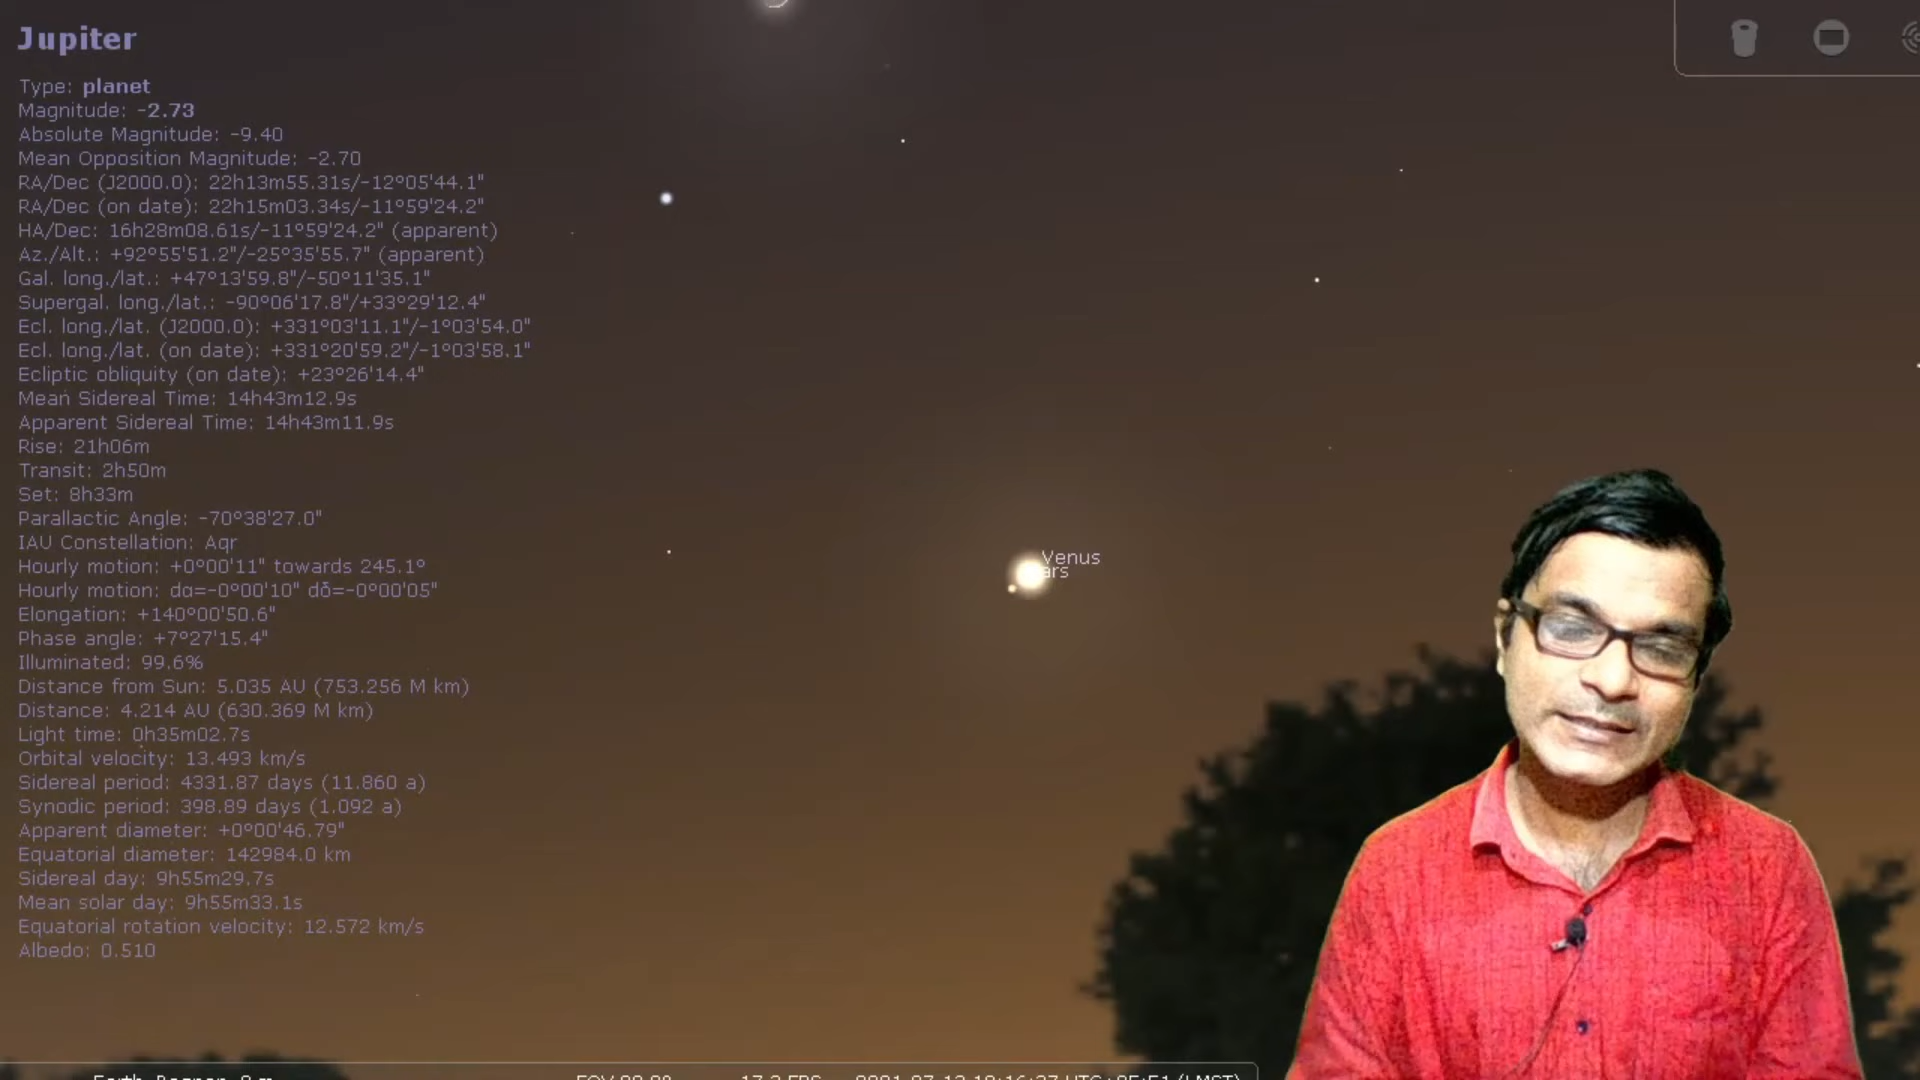 Jupiter
Type: planet
Magnitude: -2.73
Absolute Magnitude: -9.40
Mean Opposition Magnitude: -2.70
RA/Dec (J2000.0): 22h13m55.31s/-12°05'44.1"
RA/Dec (on date): 22h15m03.34s/-11°59'24.2"
HA/Dec: 16h28m08.61s/-11°59'24.2" (apparent)
Az./Alt.: +92°55'51.2"/-25°35'55.7" (apparent)
Gal. long./lat.: +47°13'59.8"/-50°11'35.1"
Supergal. long./lat.: -90°06'17.8"/+33°29'12.4"
Ecl. long./lat. (J2000.0): +331°03'11.1"/-1°03'54.0"
Ecl. long./lat. (on date): +331°20'59.2"/-1°03'58.1"
Ecliptic obliquity (on date): +23°26'14.4"
Mean Sidereal Time: 14h43m12.9s
Apparent Sidereal Time: 14h43m11.9s
Rise: 21h06m
Transit: 2h50m
Set: 8h33m
Parallactic Angle: -70°38'27.0"
IAU Constellation: Aqr
Hourly motion: +0°00'11" towards 245.1°
Hourly motion: dα=-0°00'10" dδ=-0°00'05"
Elongation: +140°00'50.6"
Phase angle: +7°27'15.4"
Illuminated: 99.6%
Distance from Sun: 5.035 AU (753.256 M km)
Distance: 4.214 AU (630.369 M km)
Light time: 0h35m02.7s
Orbital velocity: 13.493 km/s
Sidereal period: 4331.87 days (11.860 a)
Synodic period: 398.89 days (1.092 a)
Apparent diameter: +0°00'46.79"
Equatorial diameter: 142984.0 km
Sidereal day: 9h55m29.7s
Mean solar day: 9h55m33.1s
Equatorial rotation velocity: 12.572 km/s
Albedo: 0.510
Venus
ars